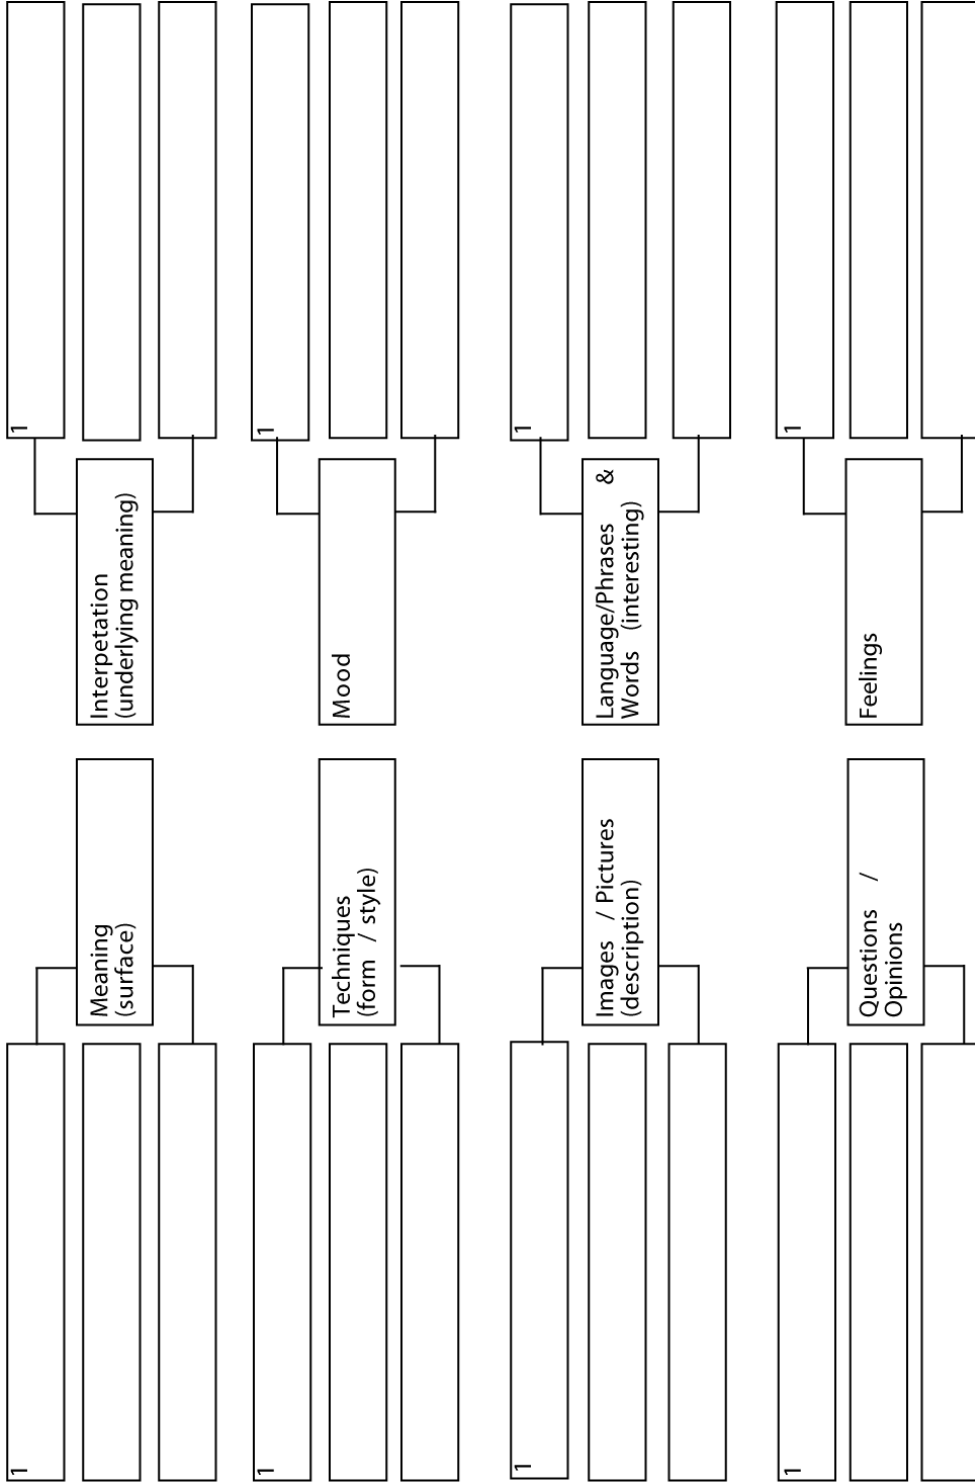 1
Meaning
(surface)
Interpetation
(underlying meaning)
1
1
Techniques
(form / style)
Mood
1
1
Images / Pictures
(description)
Language/Phrases &
Words (interesting)
1
1
Questions /
Opinions
Feelings
1